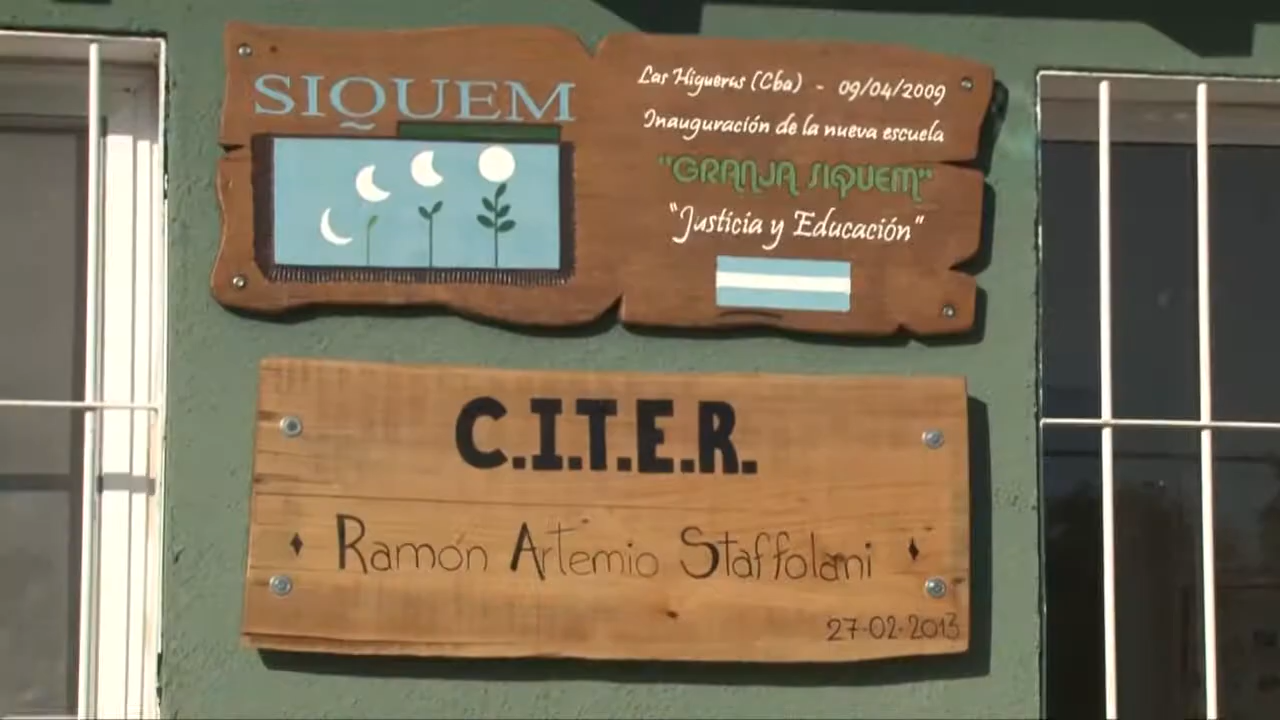 SIQUEM
Las Higueras (Cba) - 09/04/2009
Inauguración de la nueva escuela
"GRANJA SIQUEM"
"Justicia y Educación"
C.I.T.E.R.
Ramón Artemio Staffolani
27-02-2013